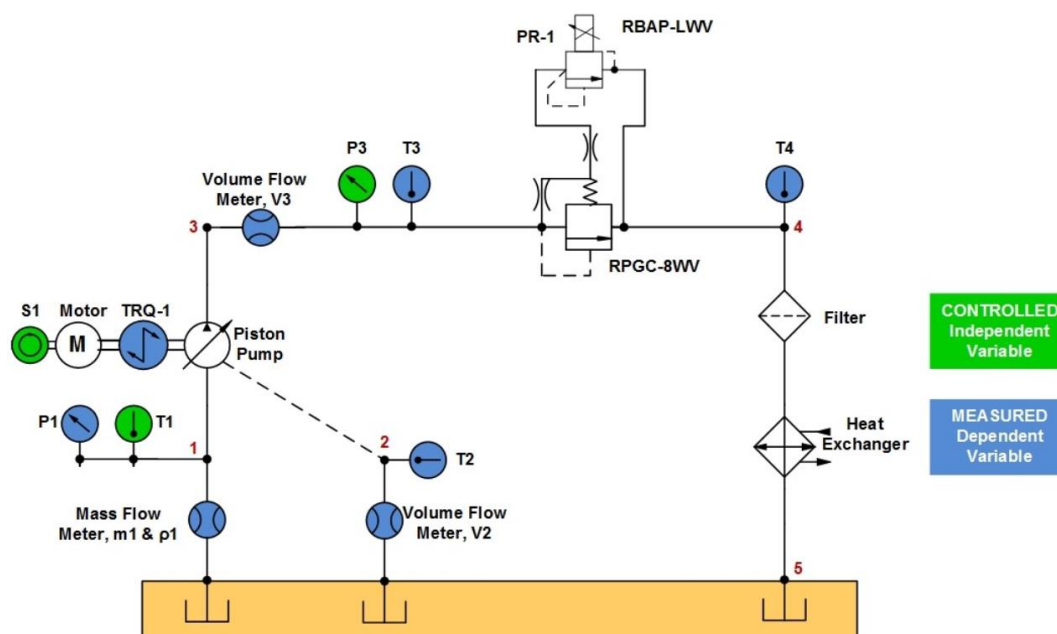 RBAP-LWV
PR-1
P3
T3
T4
Volume Flow
Meter, V3
3
4
RPGC-8WV
S1
Motor
TRQ-1
M
Piston
Pump
Filter
CONTROLLED
Independent
Variable
P1
T1
1
2
T2
Heat
Exchanger
MEASURED
Dependent
Variable
Mass Flow
Meter, m1 & ρ1
Volume Flow
Meter, V2
5